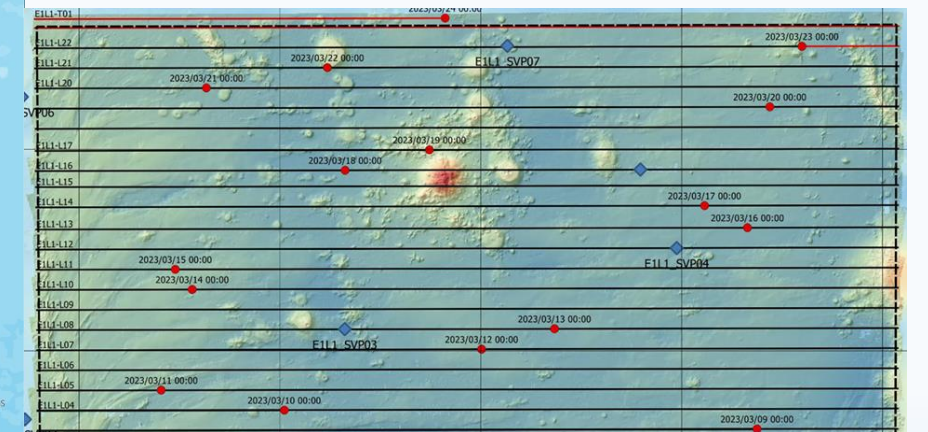 2023/03/24 00:00
E1L1-T01
2023/03/23 00:00
E1L1-L22
2023/03/22 00:00
E1L1_SVP07
E1L1-L21
2023/03/21 00:00
E1L1-L20
2023/03/20 00:00
SVP06
2023/03/19 00:00
E1L1-L17
2023/03/18 00:00
E1L1-L16
E1L1-L15
2023/03/17 00:00
E1L1-L14
2023/03/16 00:00
E1L1-L13
E1L1-L12
2023/03/15 00:00
E1L1_SVP04
E1L1-L11
2023/03/14 00:00
E1L1-L10
E1L1-L09
2023/03/13 00:00
E1L1-L08
2023/03/12 00:00
E1L1_SVP03
E1L1-L07
E1L1-L06
2023/03/11 00:00
E1L1-L05
2023/03/10 00:00
s
E1L1-L04
2023/03/09 00:00